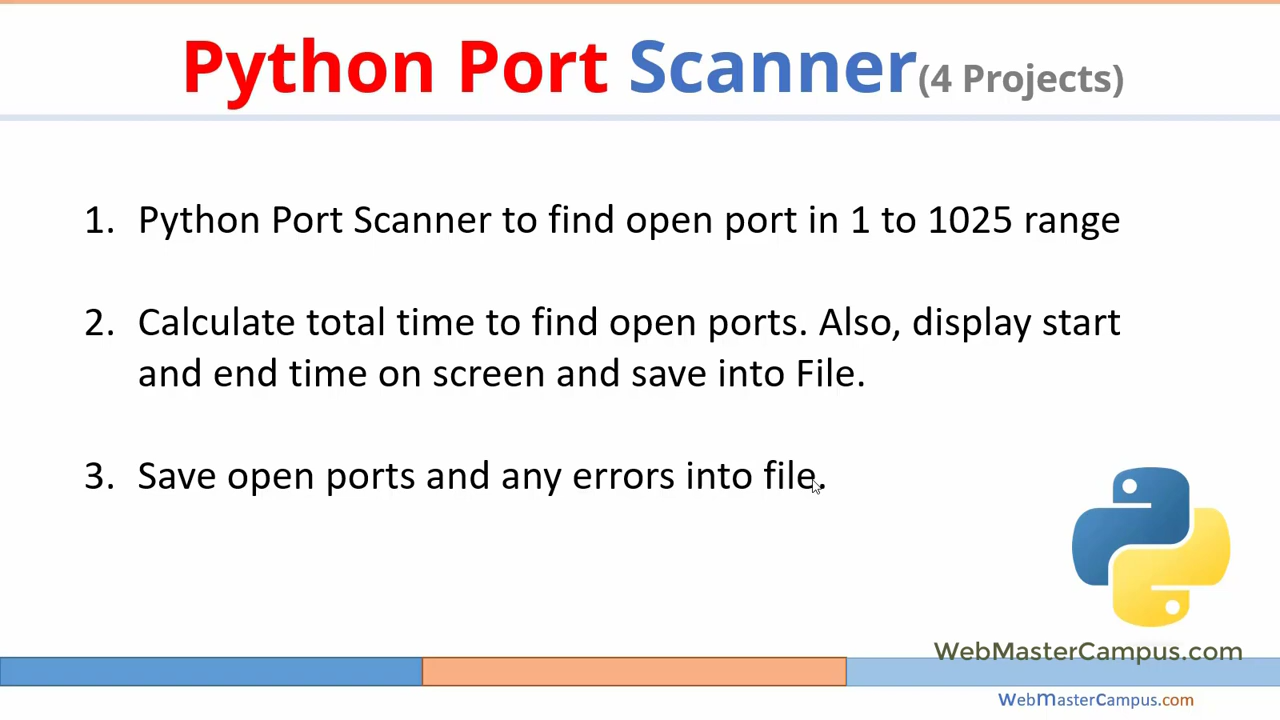 Python Port Scanner(4 Projects)
1. Python Port Scanner to find open port in 1 to 1025 range
2. Calculate total time to find open ports. Also, display start
and end time on screen and save into File.
3. Save open ports and any errors into file.
WebMasterCampus.com
WebMasterCampus.com